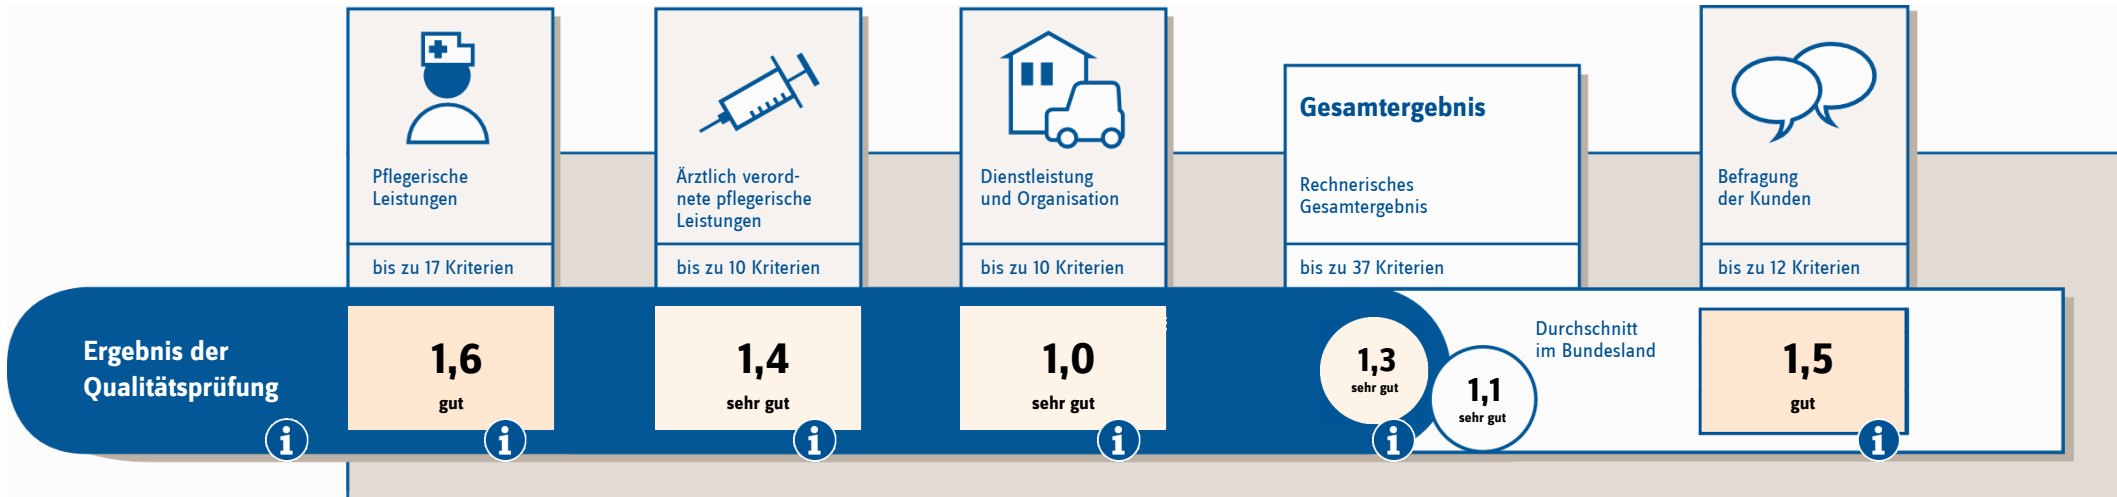 Pflegerische
Leistungen
bis zu 17 Kriterien
Ärztlich verord-
nete pflegerische
Leistungen
bis zu 10 Kriterien
Dienstleistung
und Organisation
bis zu 10 Kriterien
Gesamtergebnis
Rechnerisches
Gesamtergebnis
bis zu 37 Kriterien
Befragung
der Kunden
bis zu 12 Kriterien
Ergebnis der
Qualitätsprüfung
i
1,6
gut
i
1,4
sehr gut
i
1,0
sehr gut
i
1,3
sehr gut
i
1,1
sehr gut
Durchschnitt
im Bundesland
1,5
gut
i